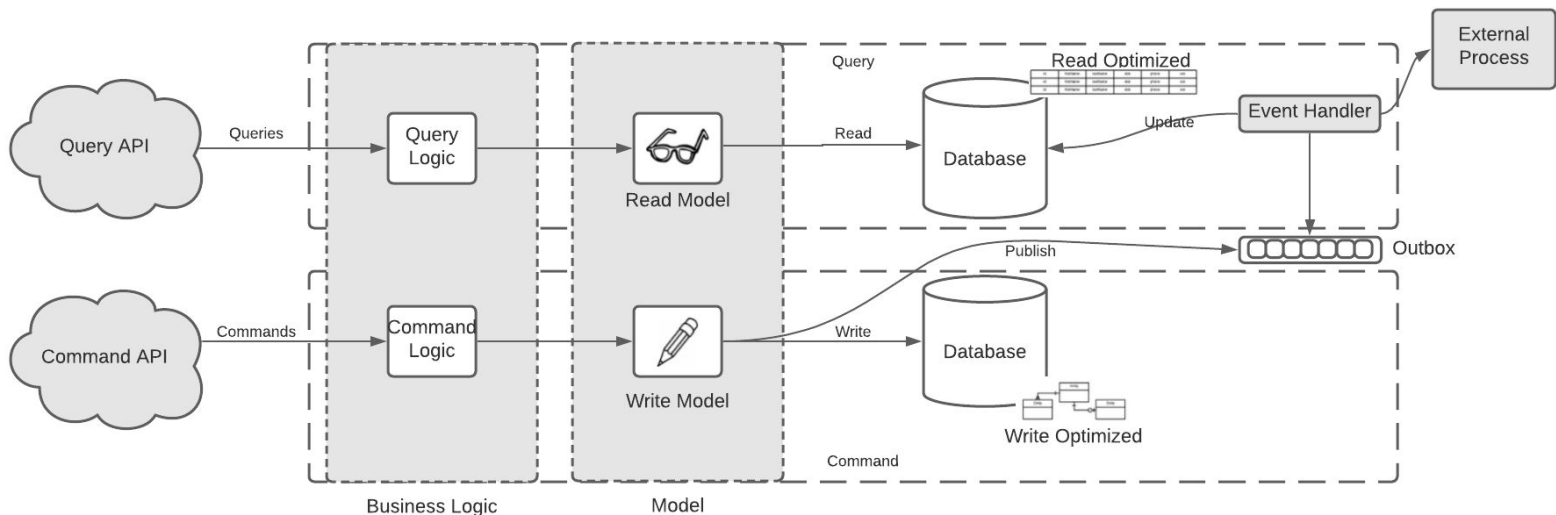 External
Process
Query
Read Optimized
Event Handler
Update
Query API
Queries
Query
Logic
Read Model
Read
Database
Publish
Outbox
Command API
Commands
Command
Logic
Write Model
Write
Database
Write Optimized
Command
Business Logic
Model